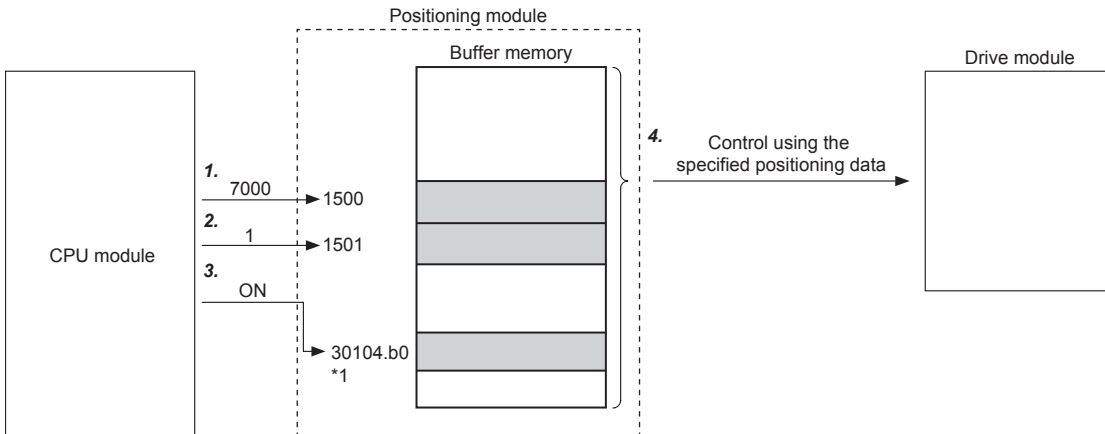 Positioning module
Buffer memory
Drive module
CPU module
1.
7000
1500
2.
1
1501
3.
ON
30104.b0
*1
4.
Control using the
specified positioning data